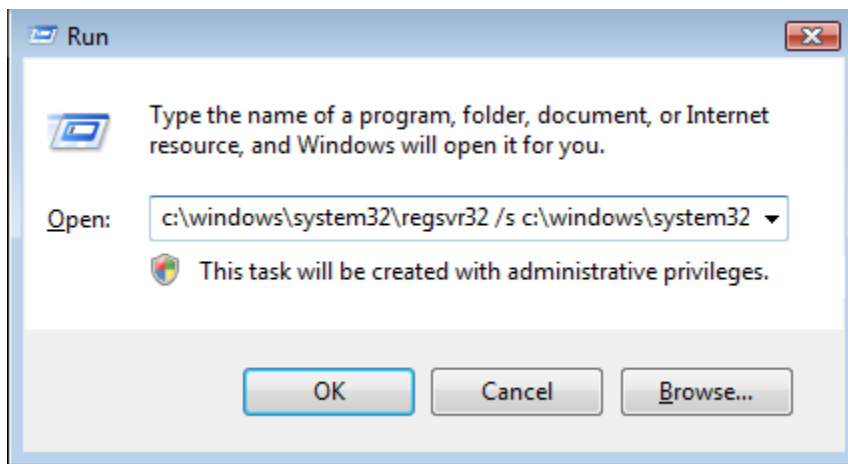 Run
Type the name of a program, folder, document, or Internet
resource, and Windows will open it for you.
Open: c:\windows\system32\regsvr32 /s c:\windows\system32
This task will be created with administrative privileges.
OK Cancel Browse...